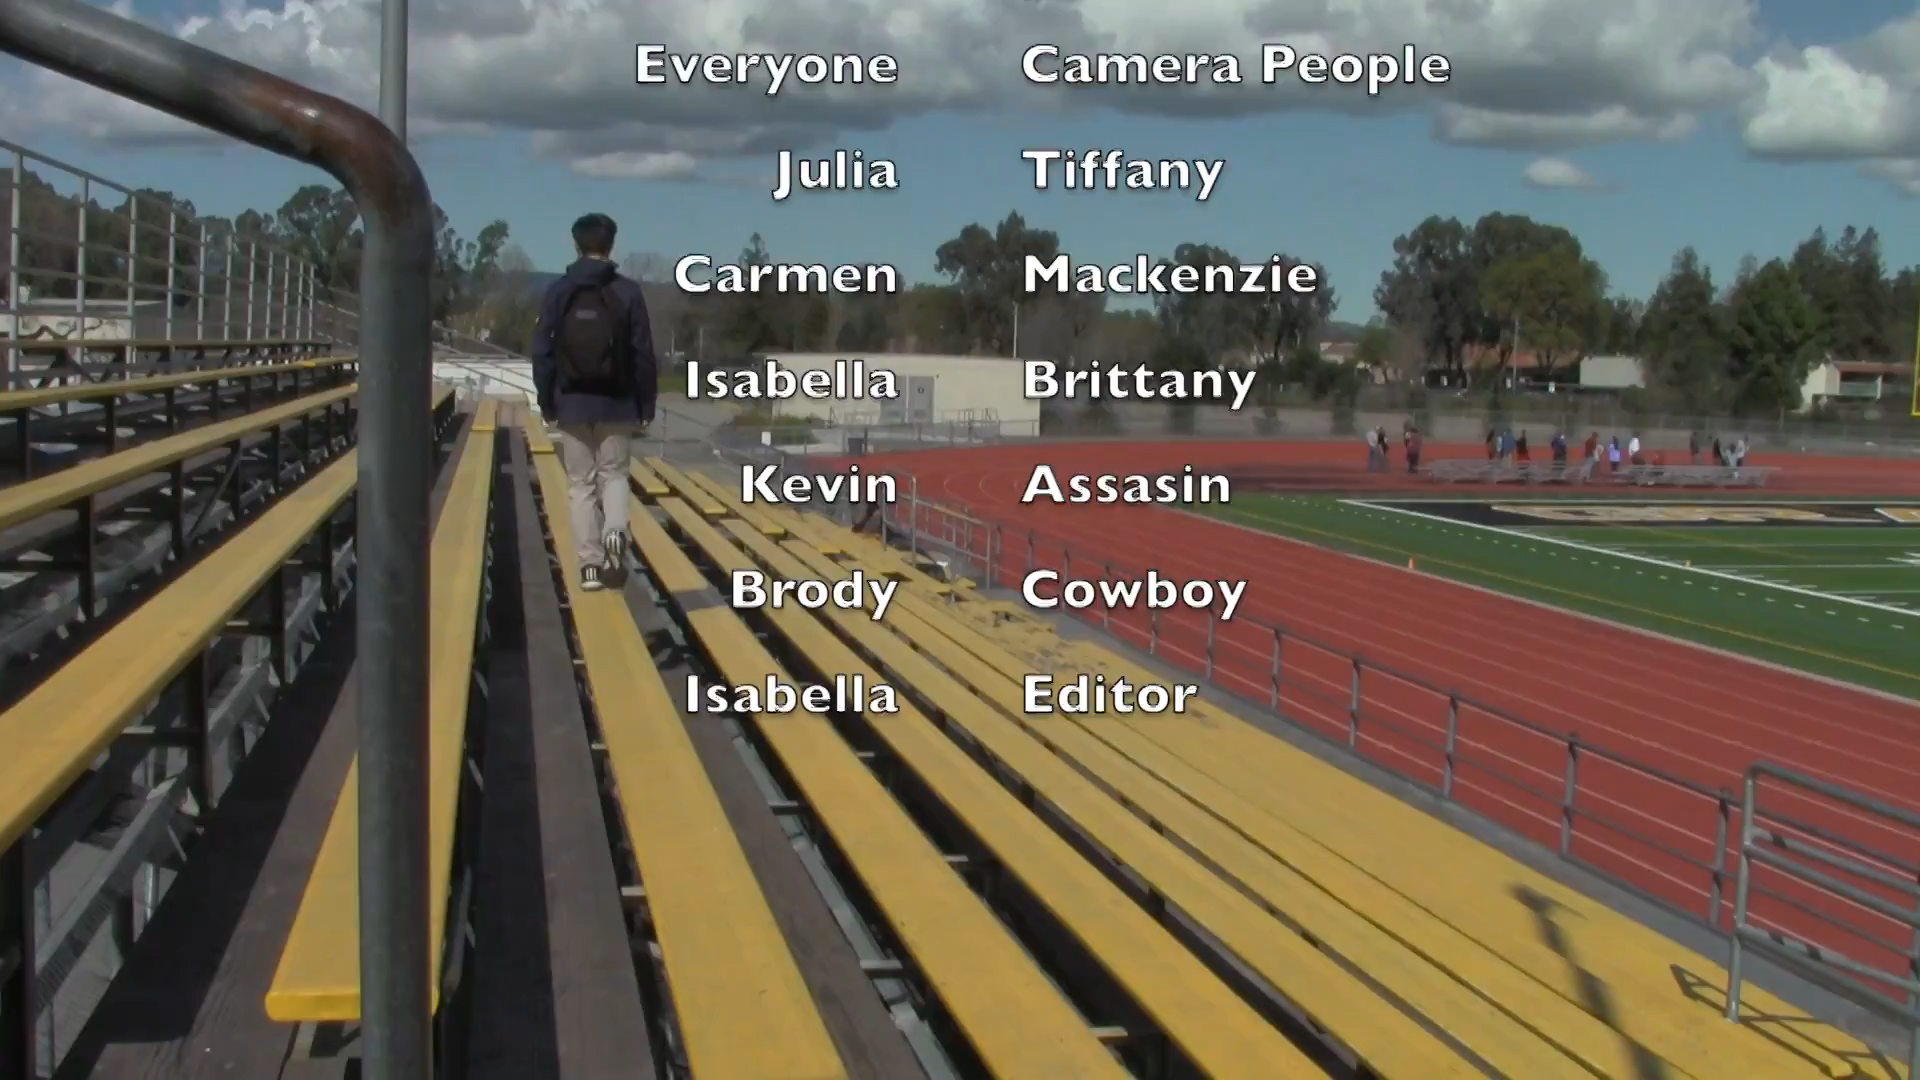 Everyone Camera People
Julia Tiffany
Carmen Mackenzie
Isabella Brittany
Kevin Assasin
Brody Cowboy
Isabella Editor